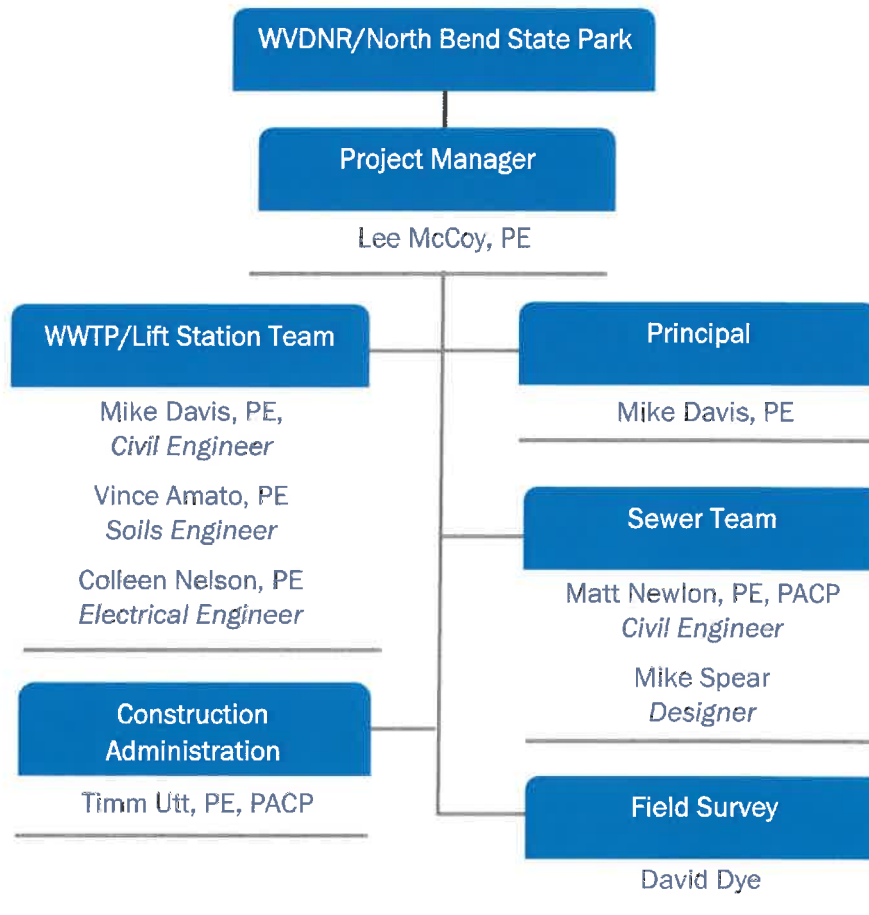 WVDNR/North Bend State Park
Project Manager
Lee McCoy, PE
WWTP/Lift Station Team
Mike Davis, PE,
Civil Engineer
Vince Amato, PE
Soils Engineer
Colleen Nelson, PE
Electrical Engineer
Construction
Administration
Timm Utt, PE, PACP
Principal
Mike Davis, PE
Sewer Team
Matt Newlon, PE, PACP
Civil Engineer
Mike Spear
Designer
Field Survey
David Dye